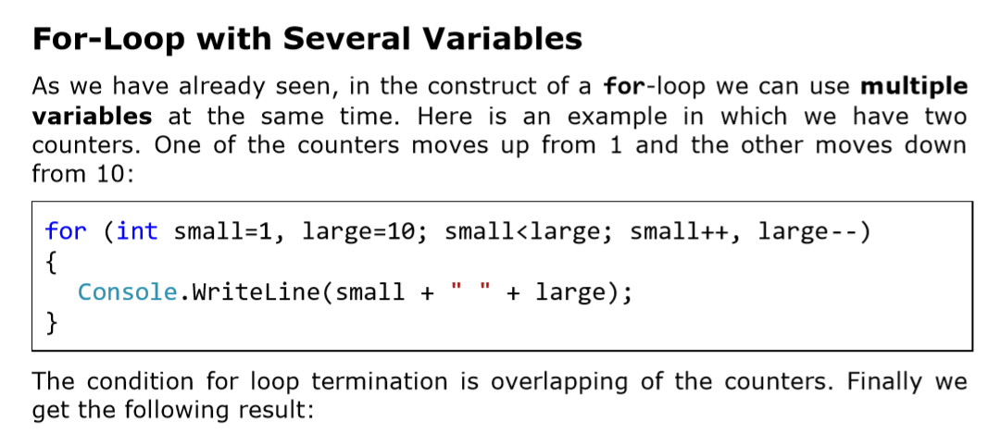 For-Loop with Several Variables
As we have already seen, in the construct of a for-loop we can use multiple
variables at the same time. Here is an example in which we have two
counters. One of the counters moves up from 1 and the other moves down
from 10:
for (int small=1, large=10; small<large; small++, large--)
{
   Console.WriteLine(small + " " + large);
}
The condition for loop termination is overlapping of the counters. Finally we
get the following result: